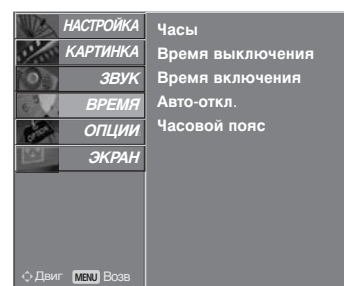 НАСТРОЙКА
КАРТИНКА
ЗВУК
ВРЕМЯ
ОПЦИИ
ЭКРАН
Часы
Время выключения
Время включения
Авто-откл.
Часовой пояс
Двиг MENU Возв